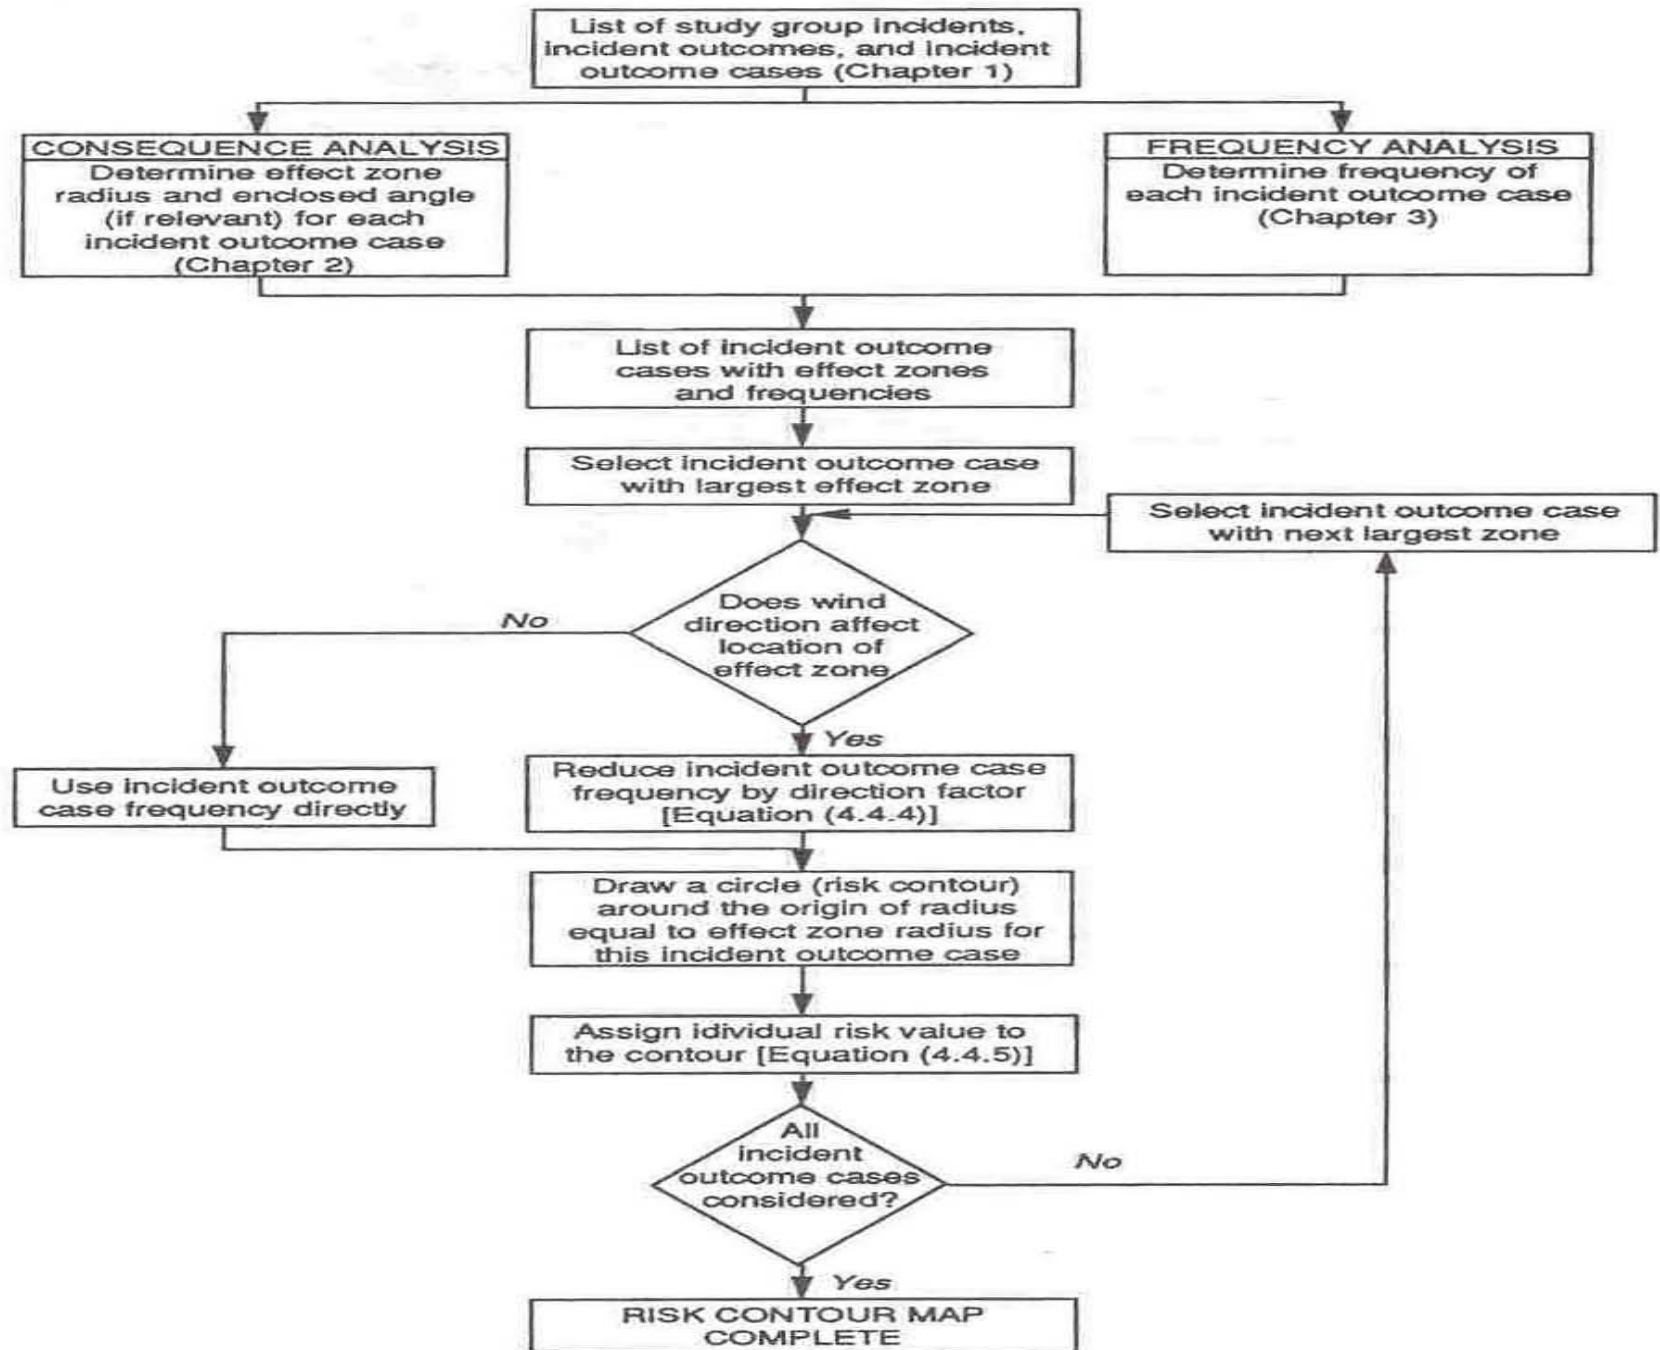 List of study group incidents,
incident outcomes, and incident
outcome cases (Chapter 1)
CONSEQUENCE ANALYSIS
Determine effect zone
radius and enclosed angle
(if relevant) for each
incident outcome case
(Chapter 2)
FREQUENCY ANALYSIS
Determine frequency of
each incident outcome case
(Chapter 3)
List of incident outcome
cases with effect zones
and frequencies
Select incident outcome case
with largest effect zone
Select incident outcome case
with next largest zone
Does wind
direction affect
location of
effect zone
No
Yes
Use incident outcome
case frequency directly
Reduce incident outcome case
frequency by direction factor
[Equation (4.4.4)]
Draw a circle (risk contour)
around the origin of radius
equal to effect zone radius for
this incident outcome case
Assign idividual risk value to
the contour [Equation (4.4.5)]
All
incident
outcome cases
considered?
No
Yes
RISK CONTOUR MAP
COMPLETE